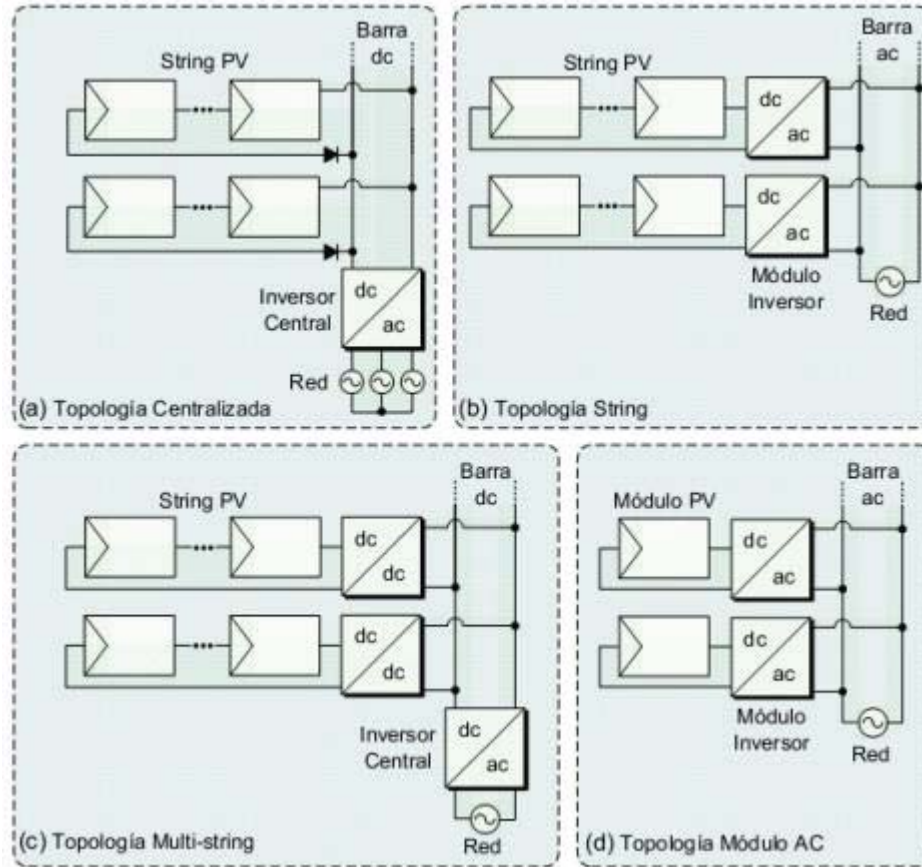 Barra
dc
String PV
Inversor
Central
dc
ac
Red
(a) Topología Centralizada
Barra
ac
String PV
dc
ac
dc
ac
Módulo
Inversor
Red
(b) Topología String
Barra
dc
String PV
dc
dc
dc
dc
Inversor
Central
dc
ac
Red
(c) Topología Multi-string
Barra
ac
Módulo PV
dc
ac
dc
ac
Módulo
Inversor
Red
(d) Topología Módulo AC